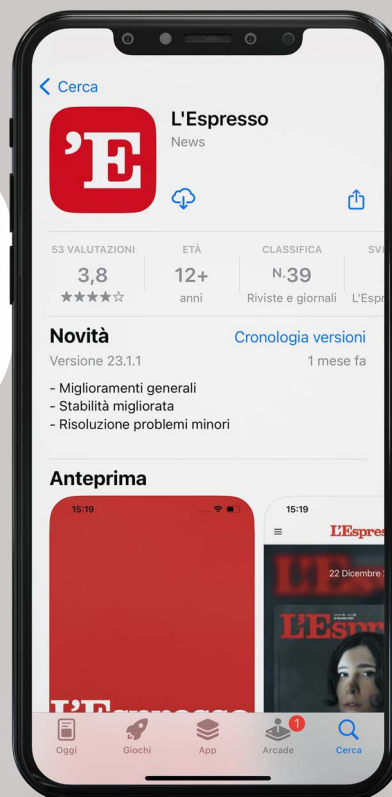 Cerca
'E
L'Espresso
News
53 VALUTAZIONI
ETÀ
CLASSIFICA
3,8
12+
N.39
★★★★☆
anni
Riviste e giornali
Novità
Cronologia versioni
Versione 23.1.1
1 mese fa
- Miglioramenti generali
- Stabilità migliorata
- Risoluzione problemi minori
Anteprima
15:19
15:19
22 Dicembre
1
Oggi
Giochi
App
Arcade
Cerca